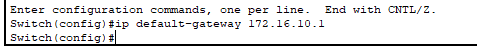 Enter configuration commands, one per line.  End with CNTL/Z.
Switch(config)#ip default-gateway 172.16.10.1
Switch(config)#